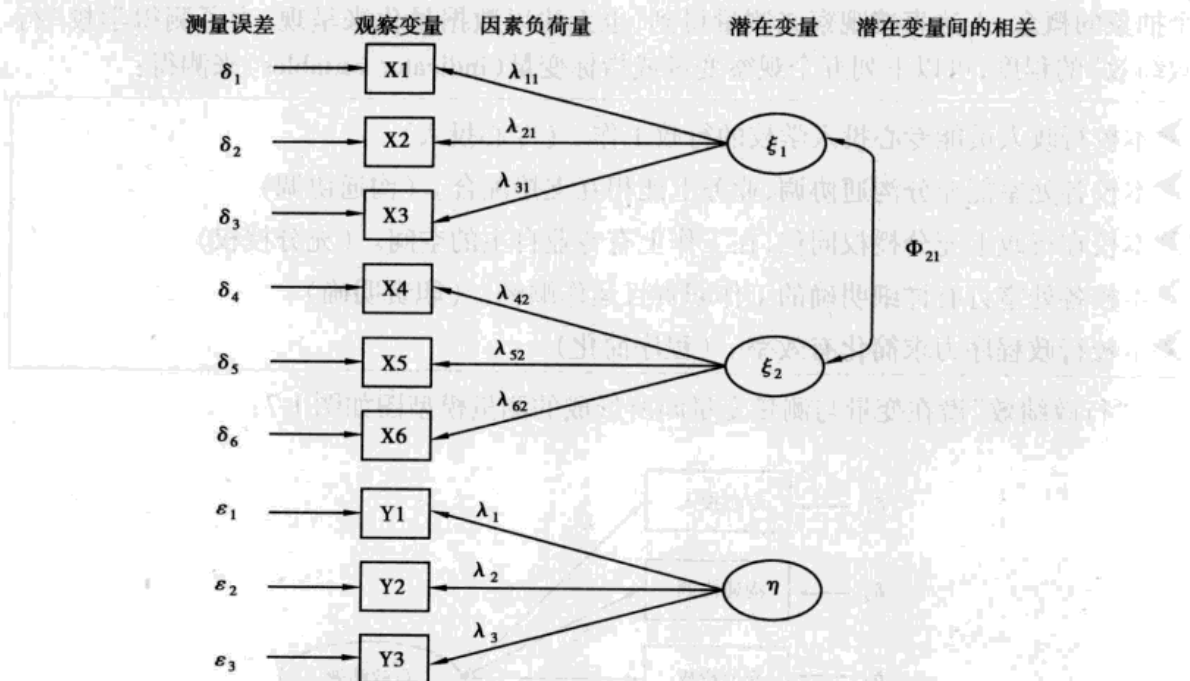 测量误差 观察变量 因素负荷量 潜在变量 潜在变量间的相关
δ₁ X1 λ₁₁
δ₂ X2 λ₂₁ ξ₁
δ₃ X3 λ₃₁
Φ₂₁
δ₄ X4 λ₄₂
δ₅ X5 λ₅₂ ξ₂
δ₆ X6 λ₆₂
ε₁ Y1 λ₁
ε₂ Y2 λ₂ η
ε₃ Y3 λ₃